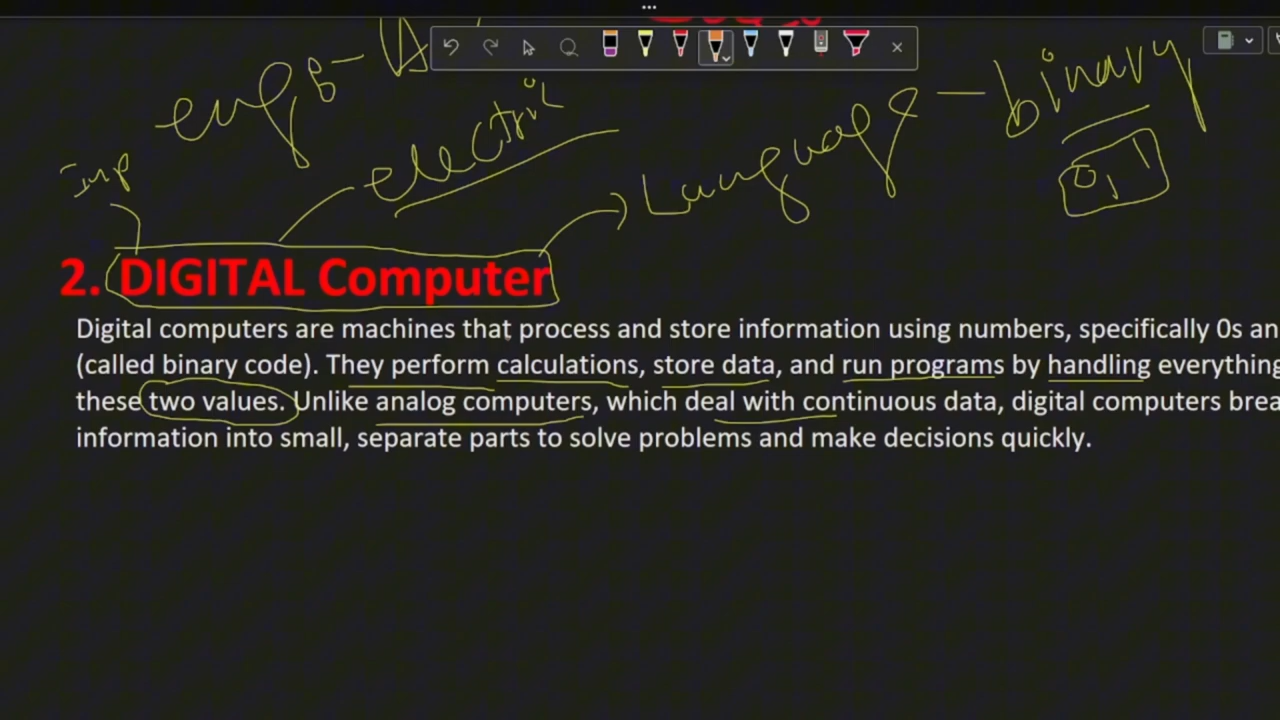 binary
electric
Language
0, 1
Inp
2. DIGITAL Computer
Digital computers are machines that process and store information using numbers, specifically 0s an
(called binary code). They perform calculations, store data, and run programs by handling everything
these two values. Unlike analog computers, which deal with continuous data, digital computers brea
information into small, separate parts to solve problems and make decisions quickly.